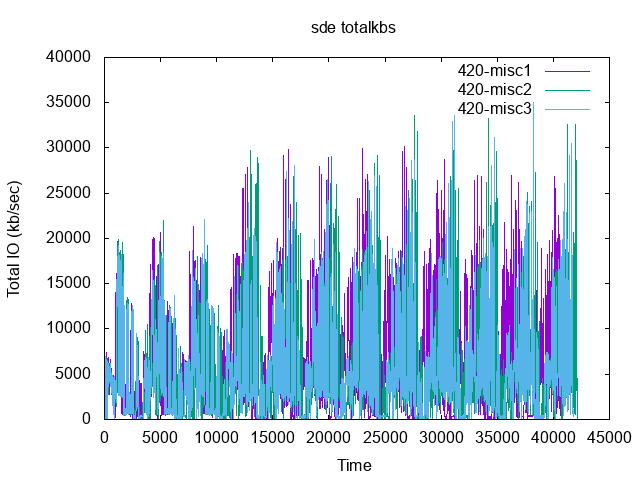 sde totalkbs
40000
35000
30000
25000
20000
15000
10000
5000
0
Total IO (kb/sec)
420-misc1
420-misc2
420-misc3
0 5000 10000 15000 20000 25000 30000 35000 40000 45000
Time